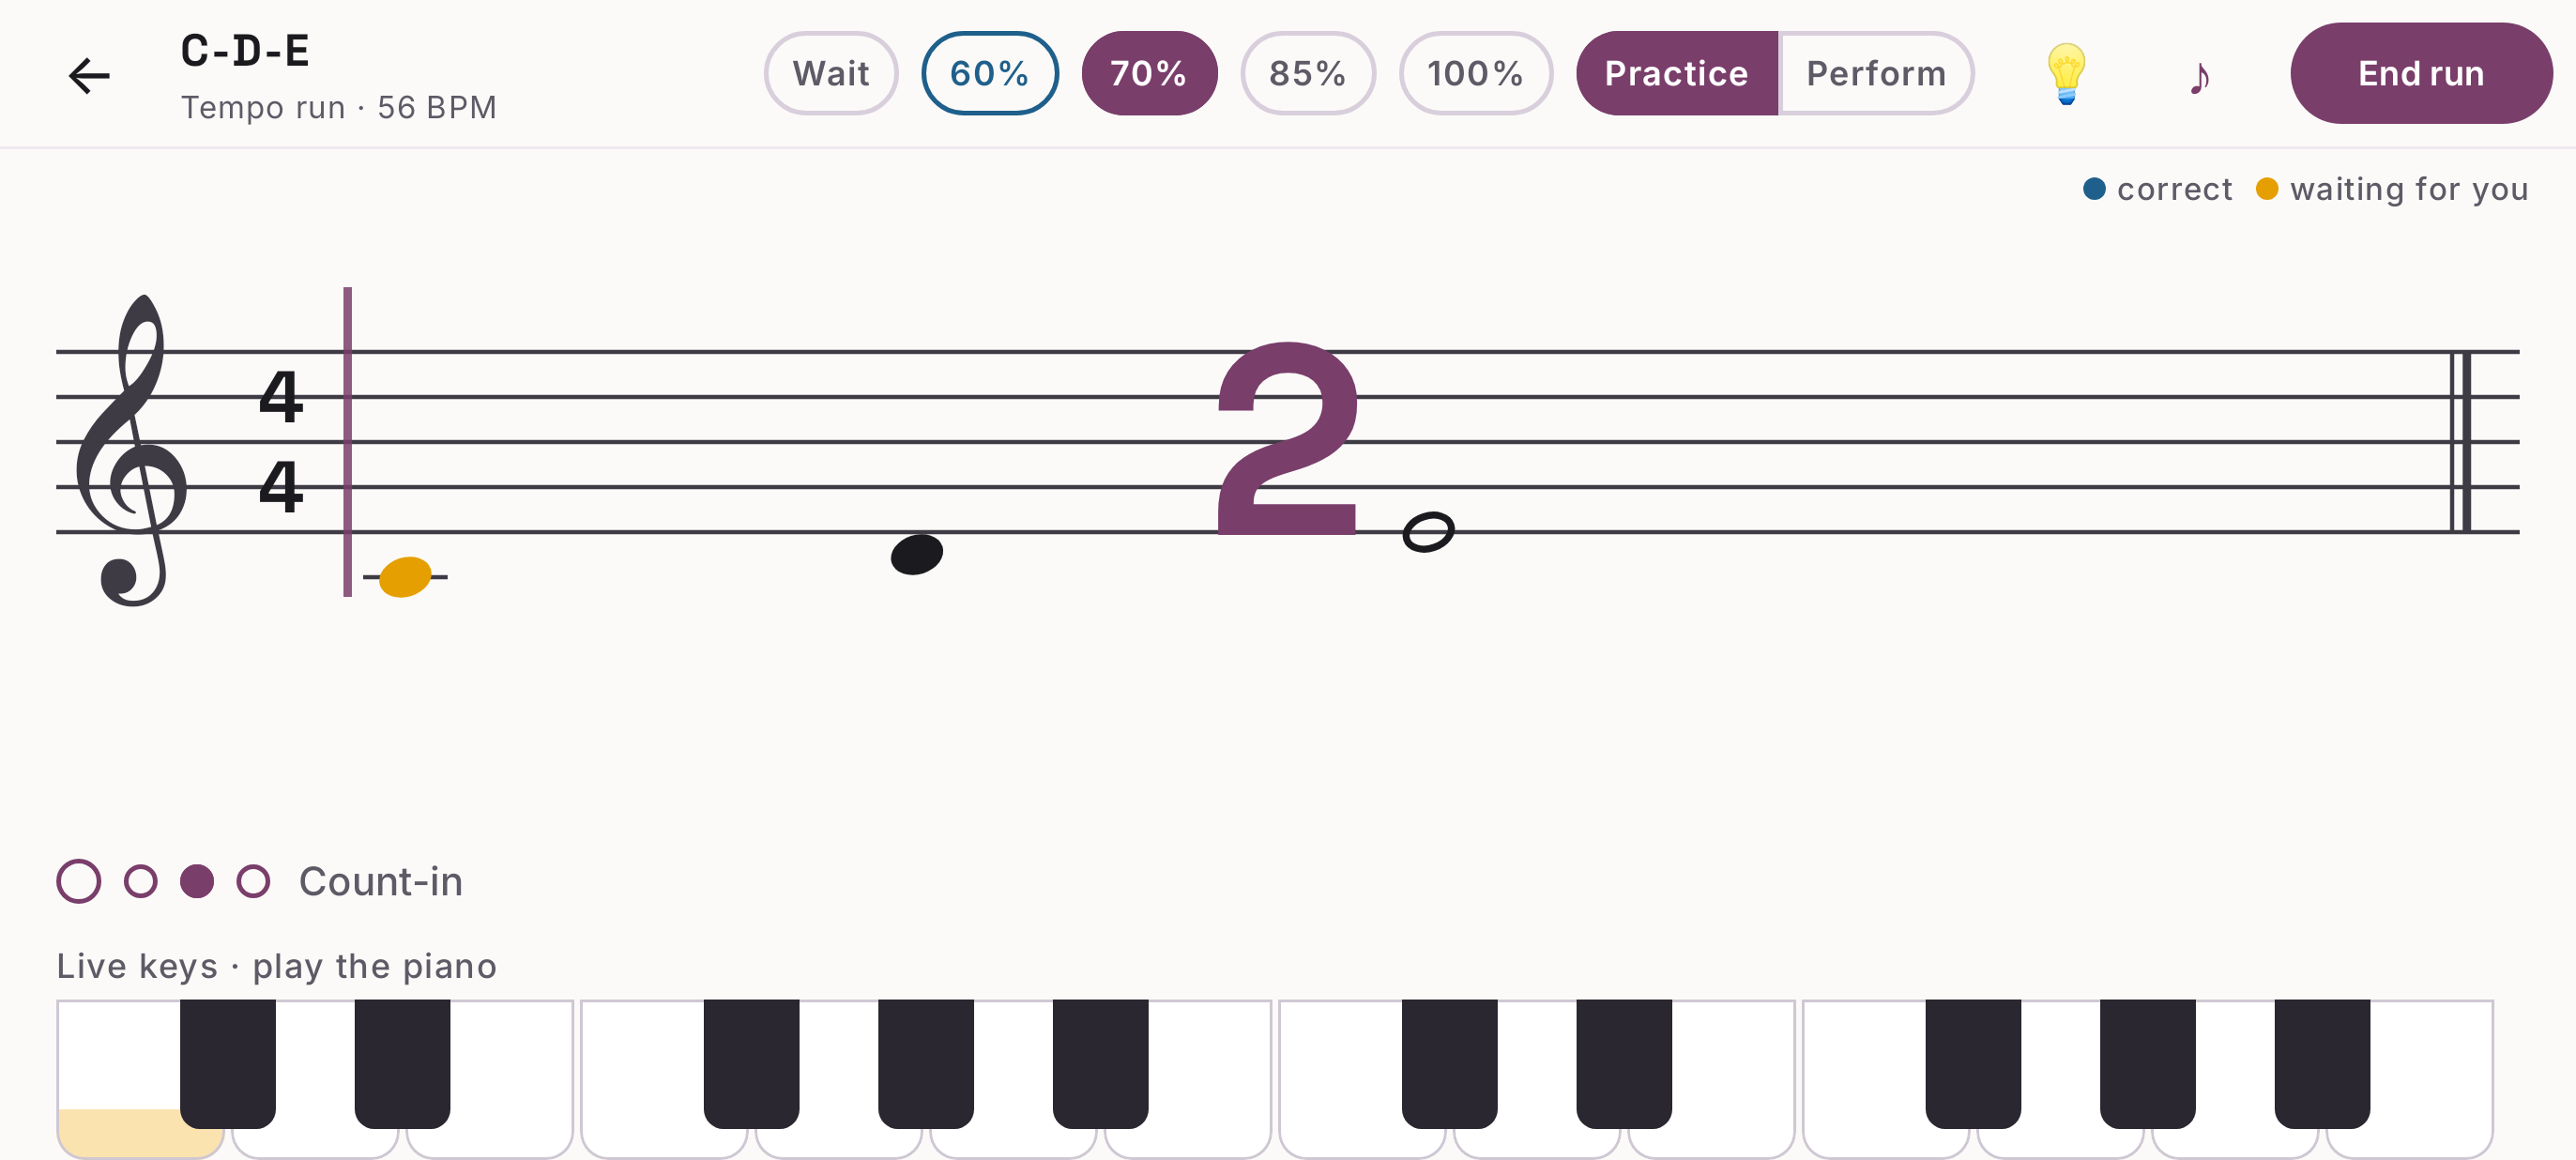 C-D-E
Tempo run · 56 BPM
Wait 60% 70% 85% 100% Practice Perform End run
correct waiting for you
4
4
2
Count-in
Live keys · play the piano